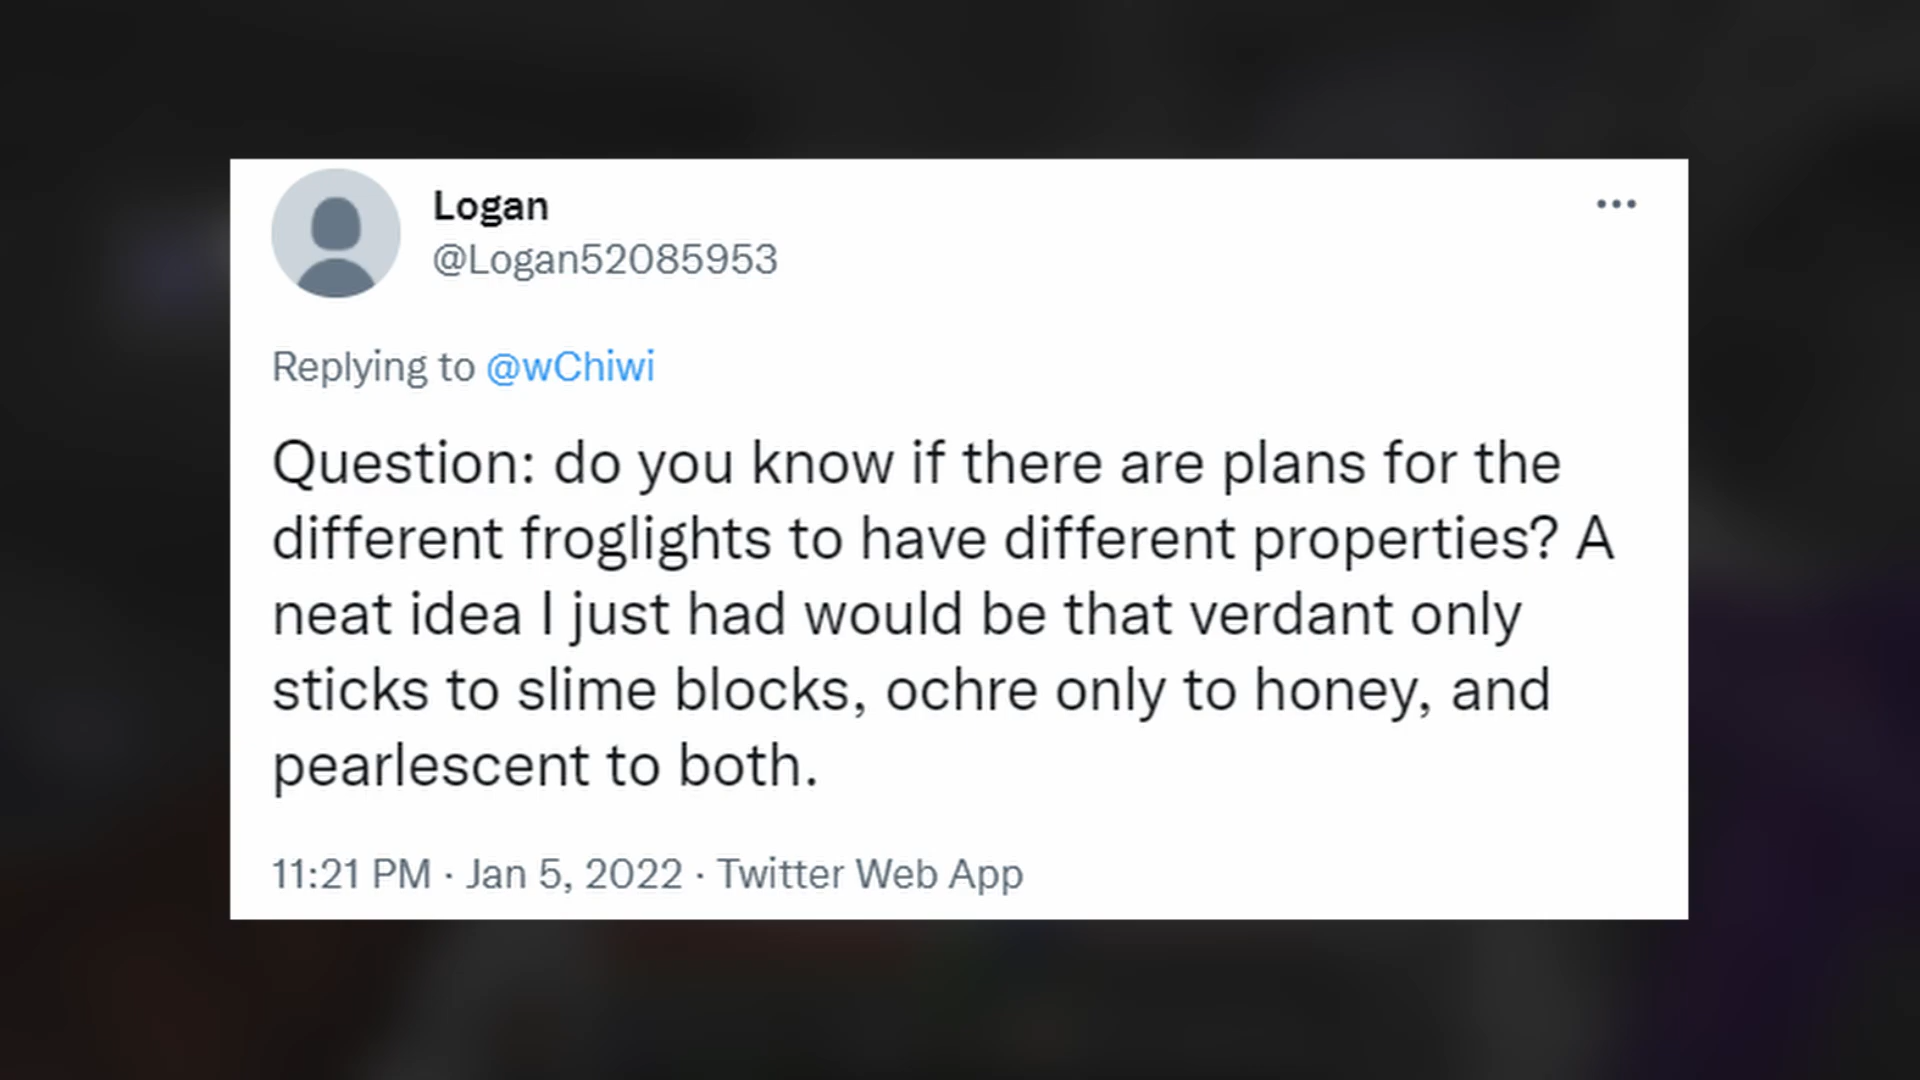 Logan
@Logan52085953
Replying to @wChiwi
Question: do you know if there are plans for the
different froglights to have different properties? A
neat idea I just had would be that verdant only
sticks to slime blocks, ochre only to honey, and
pearlescent to both.
11:21 PM · Jan 5, 2022 · Twitter Web App